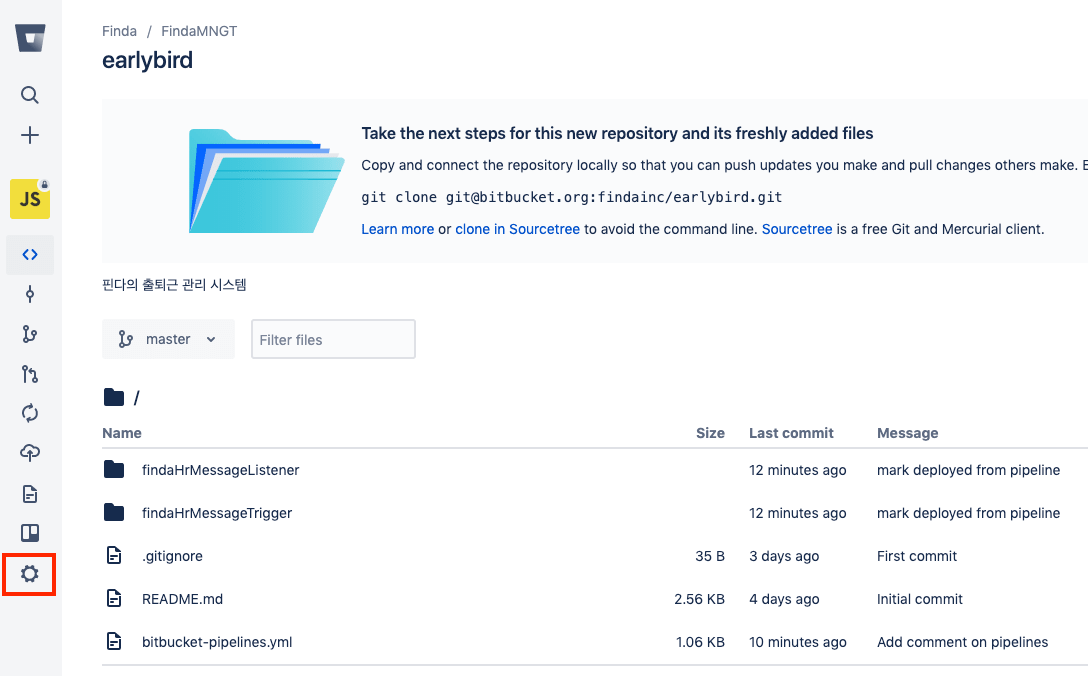 Finda / FindaMNGT
earlybird
Take the next steps for this new repository and its freshly added files
Copy and connect the repository locally so that you can push updates you make and pull changes others make. E
git clone git@bitbucket.org:findainc/earlybird.git
Learn more or clone in Sourcetree to avoid the command line. Sourcetree is a free Git and Mercurial client.
JS
핀다의 출퇴근 관리 시스템
master
Filter files
/
Name Size Last commit Message
findaHrMessageListener 12 minutes ago mark deployed from pipeline
findaHrMessageTrigger 12 minutes ago mark deployed from pipeline
.gitignore 35 B 3 days ago First commit
README.md 2.56 KB 4 days ago Initial commit
bitbucket-pipelines.yml 1.06 KB 10 minutes ago Add comment on pipelines